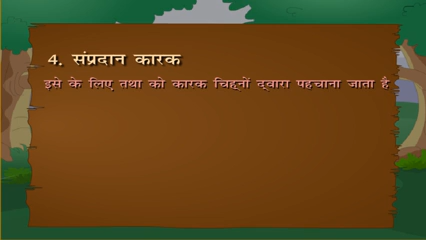 4. संप्रदान कारक
इसे के लिए तथा को कारक चिह्नों द्वारा पहचाना जाता है